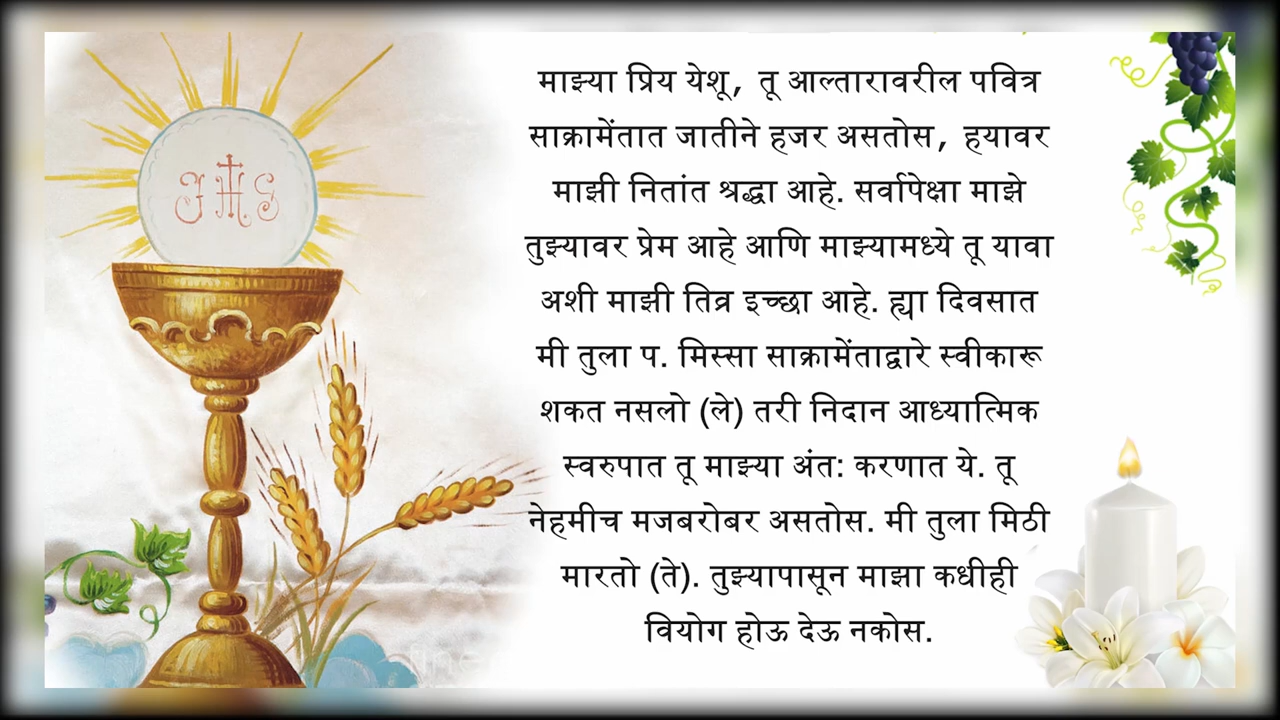 JHS
माझ्या प्रिय येशू, तू आल्तारावरील पवित्र
साक्रामेंतात जातीने हजर असतोस, हयावर
माझी नितांत श्रद्धा आहे. सर्वापेक्षा माझे
तुझ्यावर प्रेम आहे आणि माझ्यामध्ये तू यावा
अशी माझी तिव्र इच्छा आहे. ह्या दिवसात
मी तुला प. मिस्सा साक्रामेंताद्वारे स्वीकारू
शकत नसलो (ले) तरी निदान आध्यात्मिक
स्वरुपात तू माझ्या अंत: करणात ये. तू
नेहमीच मजबरोबर असतोस. मी तुला मिठी
मारतो (ते). तुझ्यापासून माझा कधीही
वियोग होऊ देऊ नकोस.